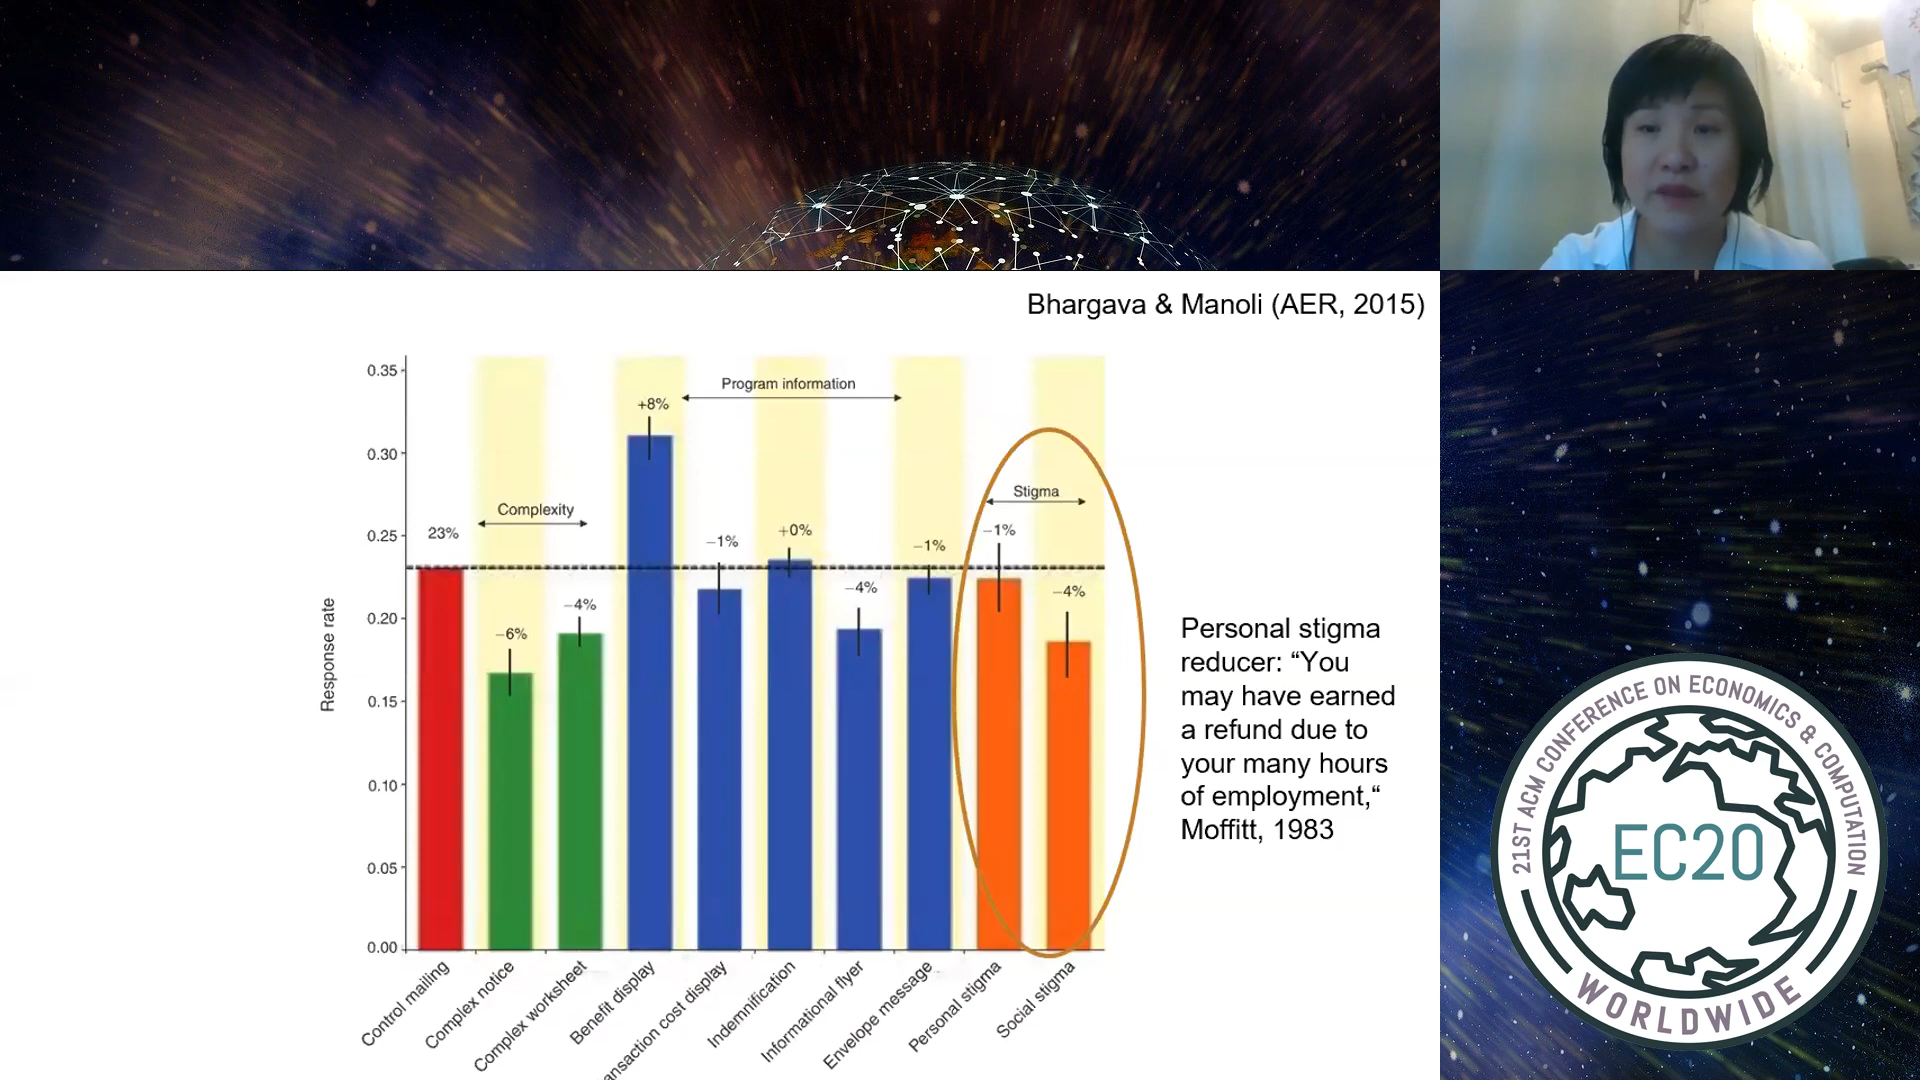 Bhargava & Manoli (AER, 2015)
0.35
0.30
0.25
0.20
0.15
0.10
0.05
0.00
Response rate
Program information
Complexity
Stigma
23%
−6%
−4%
+8%
−1%
+0%
−4%
−1%
−1%
−4%
Control mailing
Complex notice
Complex worksheet
Benefit display
cost display
Indemnification
Informational flyer
Envelope message
Personal stigma
Social stigma
Personal stigma
reducer: “You
may have earned
a refund due to
your many hours
of employment,“
Moffitt, 1983
21ST ACM CONFERENCE ON ECONOMICS & COMPUTATION
EC20
WORLDWIDE